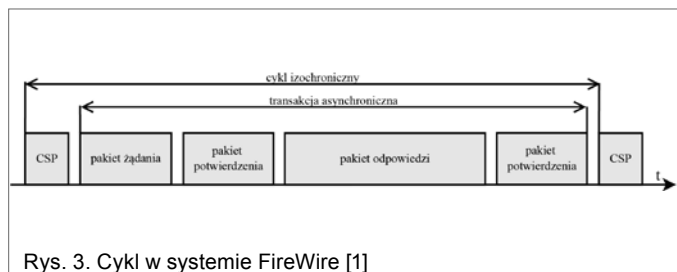 cykl izochroniczny
transakcja asynchroniczna
CSP
pakiet żądania
pakiet
potwierdzenia
pakiet odpowiedzi
pakiet
potwierdzenia
CSP
t
Rys. 3. Cykl w systemie FireWire [1]